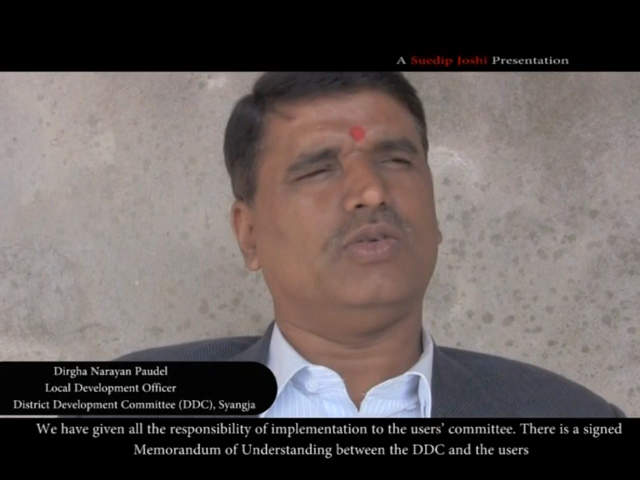 A Suedip Joshi Presentation
Dirgha Narayan Paudel
Local Development Officer
District Development Committee (DDC), Syangja
We have given all the responsibility of implementation to the users' committee. There is a signed
Memorandum of Understanding between the DDC and the users